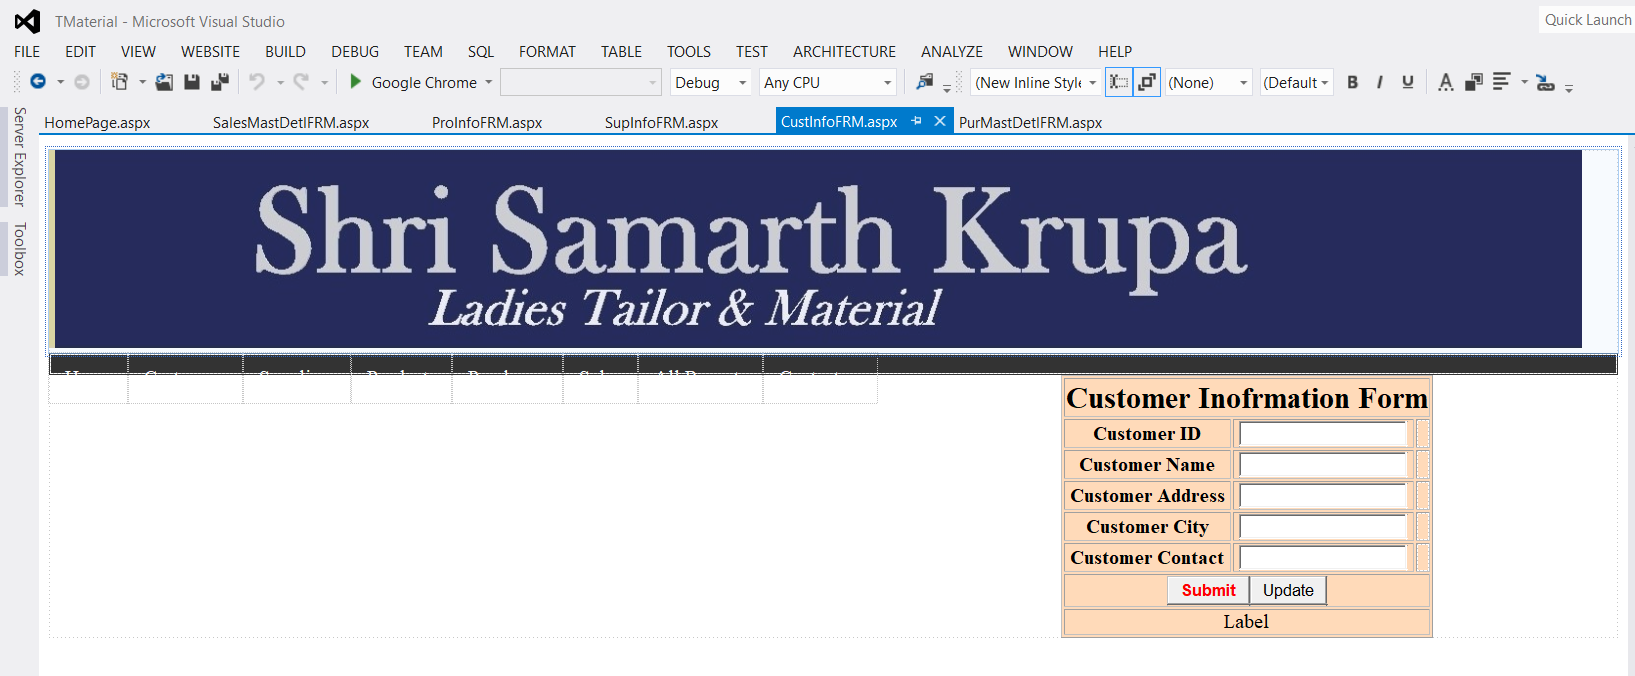 TMaterial - Microsoft Visual Studio
Quick Launch
FILE EDIT VIEW WEBSITE BUILD DEBUG TEAM SQL FORMAT TABLE TOOLS TEST ARCHITECTURE ANALYZE WINDOW HELP
Google Chrome Debug Any CPU (New Inline Style (None) (Default B I U A
Server Explorer
Toolbox
HomePage.aspx SalesMastDetlFRM.aspx ProInfoFRM.aspx SupInfoFRM.aspx CustInfoFRM.aspx PurMastDetlFRM.aspx
Shri Samarth Krupa
Ladies Tailor & Material
Customer Inofrmation Form
Customer ID
Customer Name
Customer Address
Customer City
Customer Contact
Submit Update
Label